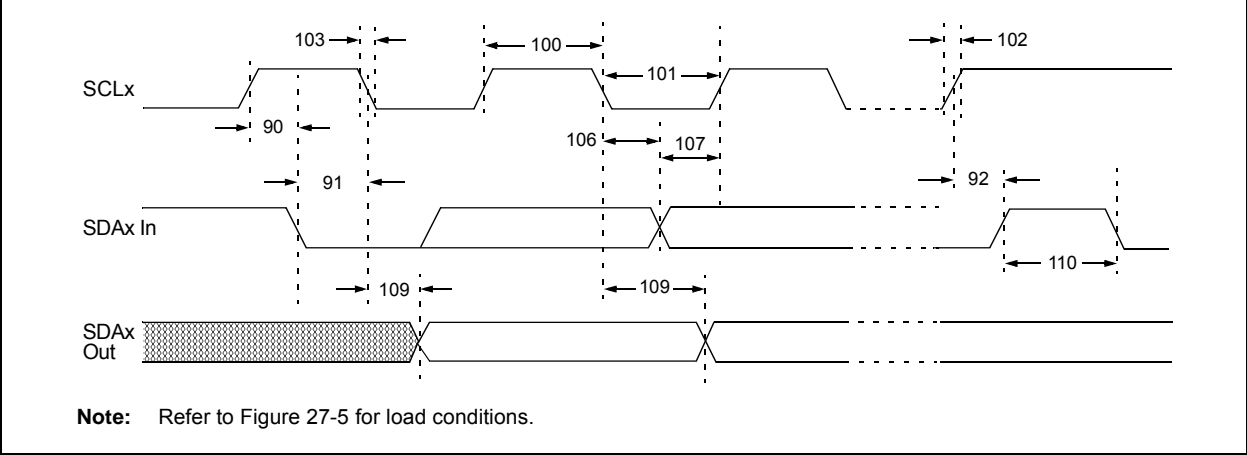 103
100
102
101
SCLx
90
106
107
91
92
SDAx In
110
109
109
SDAx
Out
Note: Refer to Figure 27-5 for load conditions.